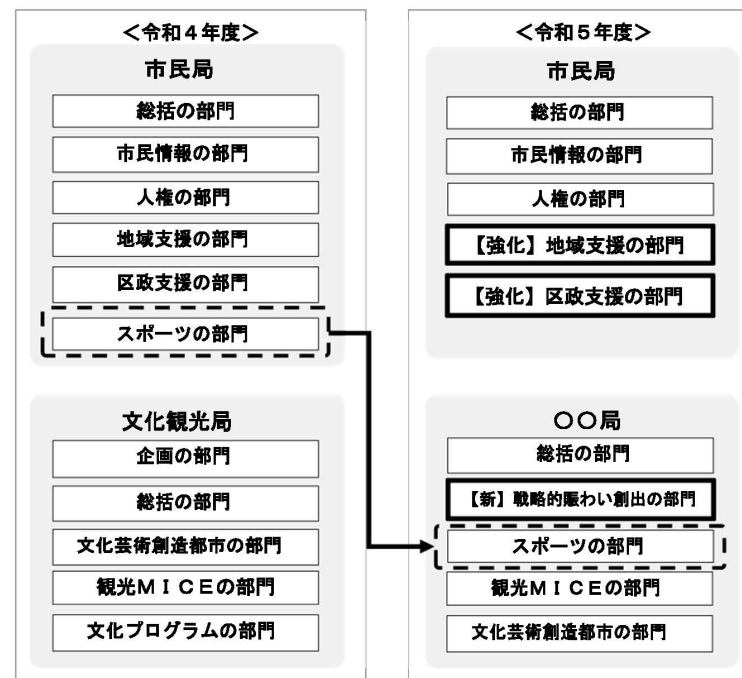 ＜令和４年度＞
市民局
総括の部門
市民情報の部門
人権の部門
地域支援の部門
区政支援の部門
スポーツの部門
文化観光局
企画の部門
総括の部門
文化芸術創造都市の部門
観光ＭＩＣＥの部門
文化プログラムの部門
＜令和５年度＞
市民局
総括の部門
市民情報の部門
人権の部門
【強化】地域支援の部門
【強化】区政支援の部門
〇〇局
総括の部門
【新】戦略的賑わい創出の部門
スポーツの部門
観光ＭＩＣＥの部門
文化芸術創造都市の部門